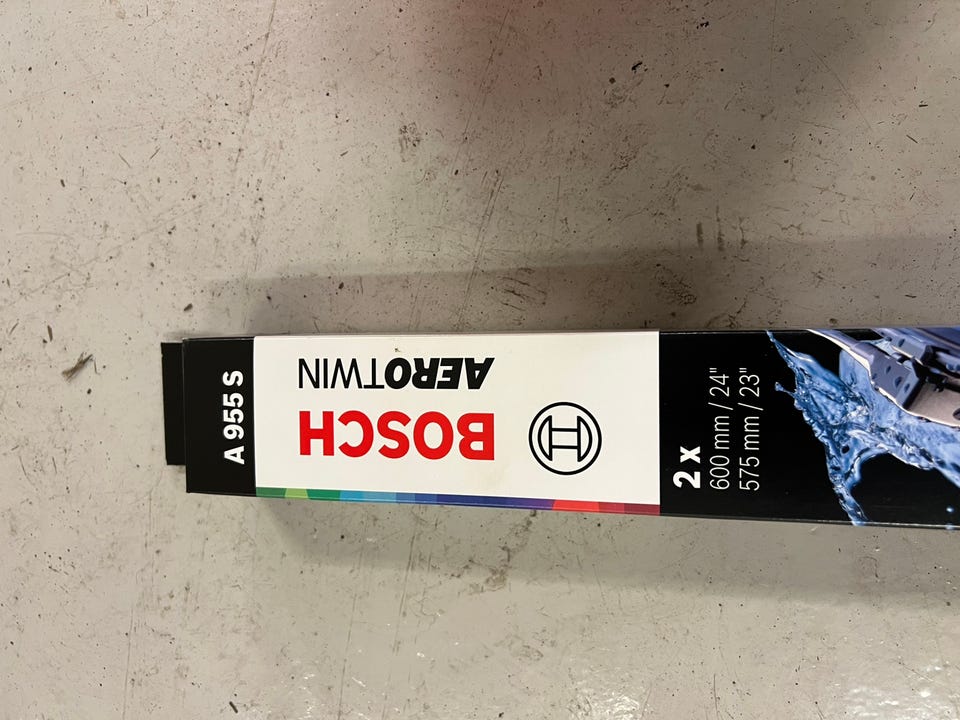 A 955 S
BOSCH
AEROTWIN
2 x
600 mm / 24"
575 mm / 23"